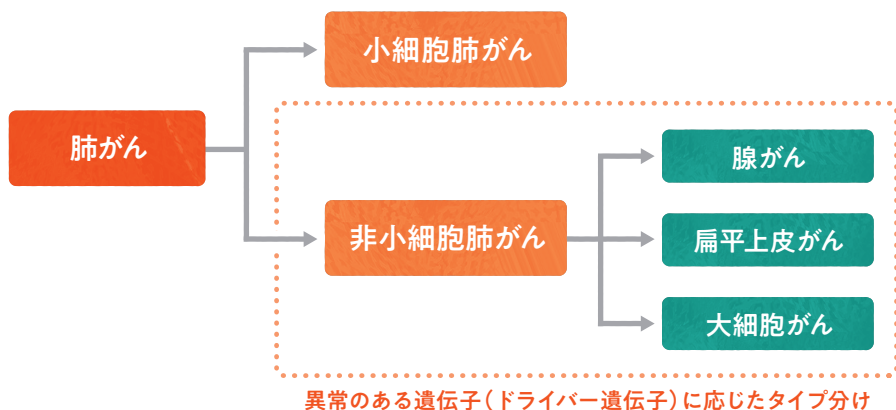 小細胞肺がん
肺がん
腺がん
非小細胞肺がん
扁平上皮がん
大細胞がん
異常のある遺伝子（ドライバー遺伝子）に応じたタイプ分け